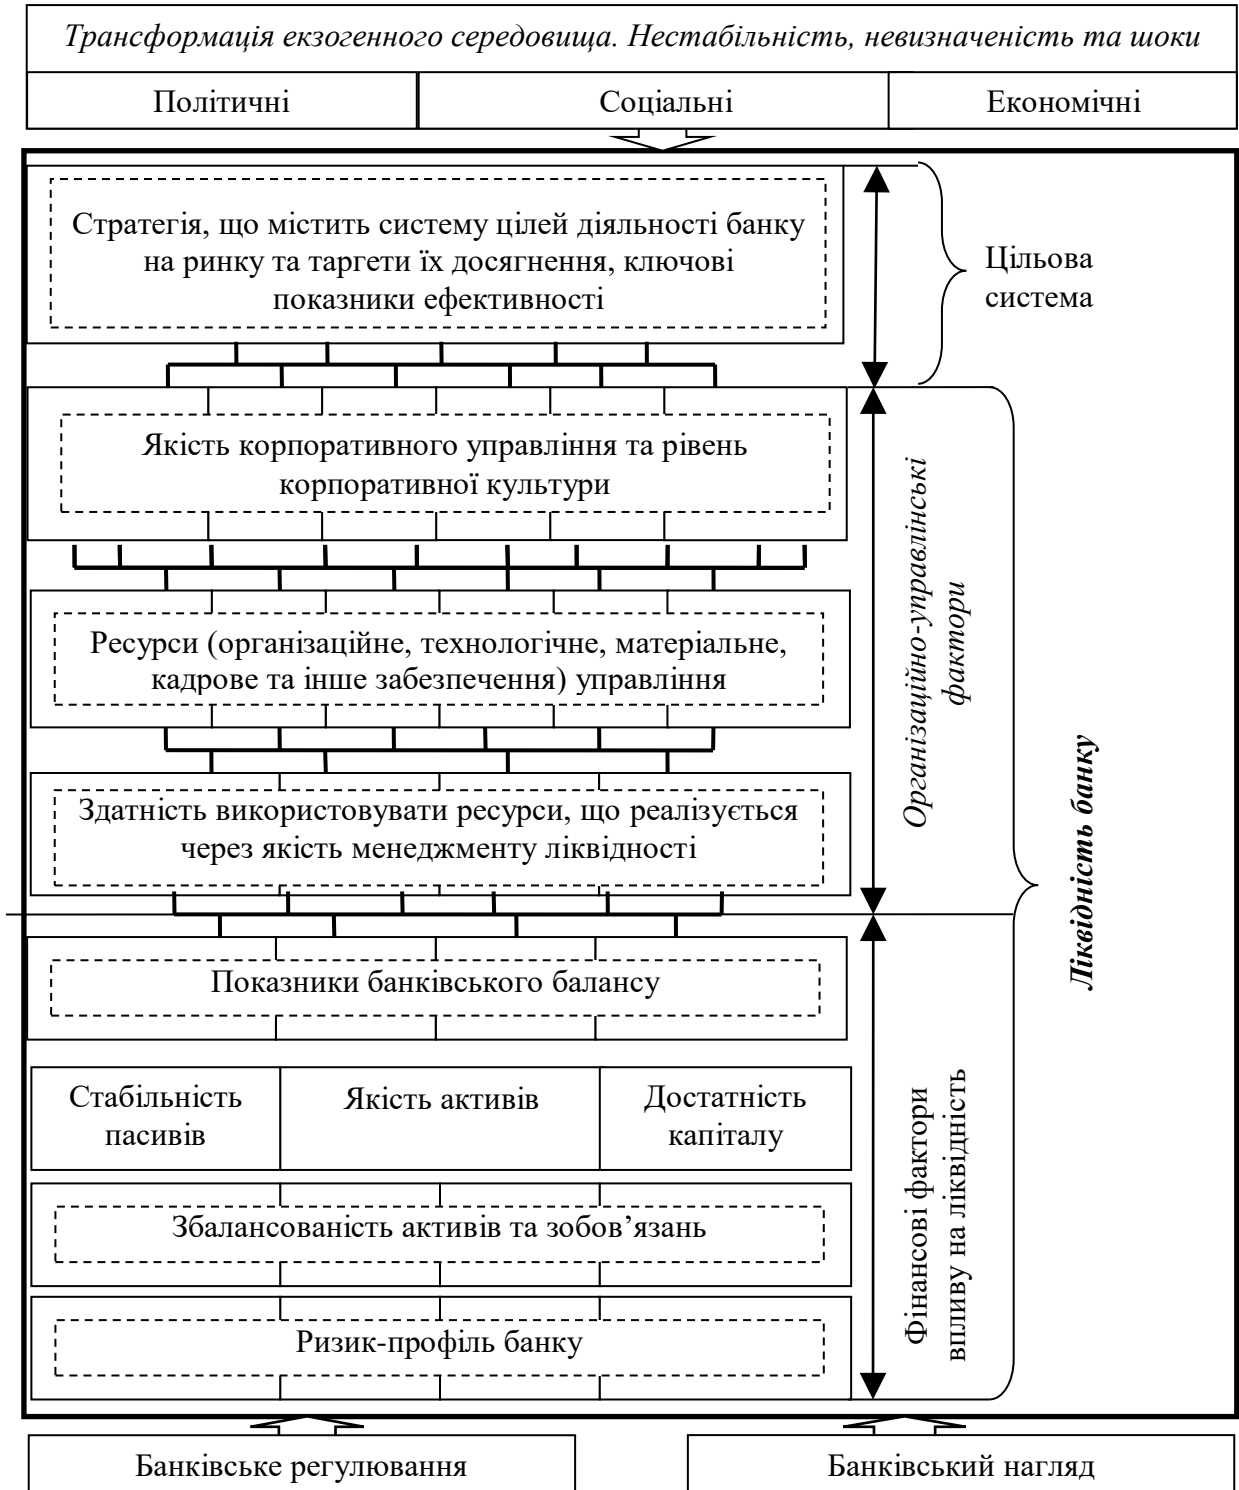 Трансформація екзогенного середовища. Нестабільність, невизначеність та шоки
Політичні
Соціальні
Економічні
Стратегія, що містить систему цілей діяльності банку
на ринку та таргети їх досягнення, ключові
показники ефективності
Цільова
система
Якість корпоративного управління та рівень
корпоративної культури
Ресурси (організаційне, технологічне, матеріальне,
кадрове та інше забезпечення) управління
Здатність використовувати ресурси, що реалізується
через якість менеджменту ліквідності
Організаційно-управлінські
фактори
Показники банківського балансу
Стабільність
пасивів
Якість активів
Достатність
капіталу
Збалансованість активів та зобов’язань
Ризик-профіль банку
Фінансові фактори
впливу на ліквідність
Ліквідність банку
Банківське регулювання
Банківський нагляд